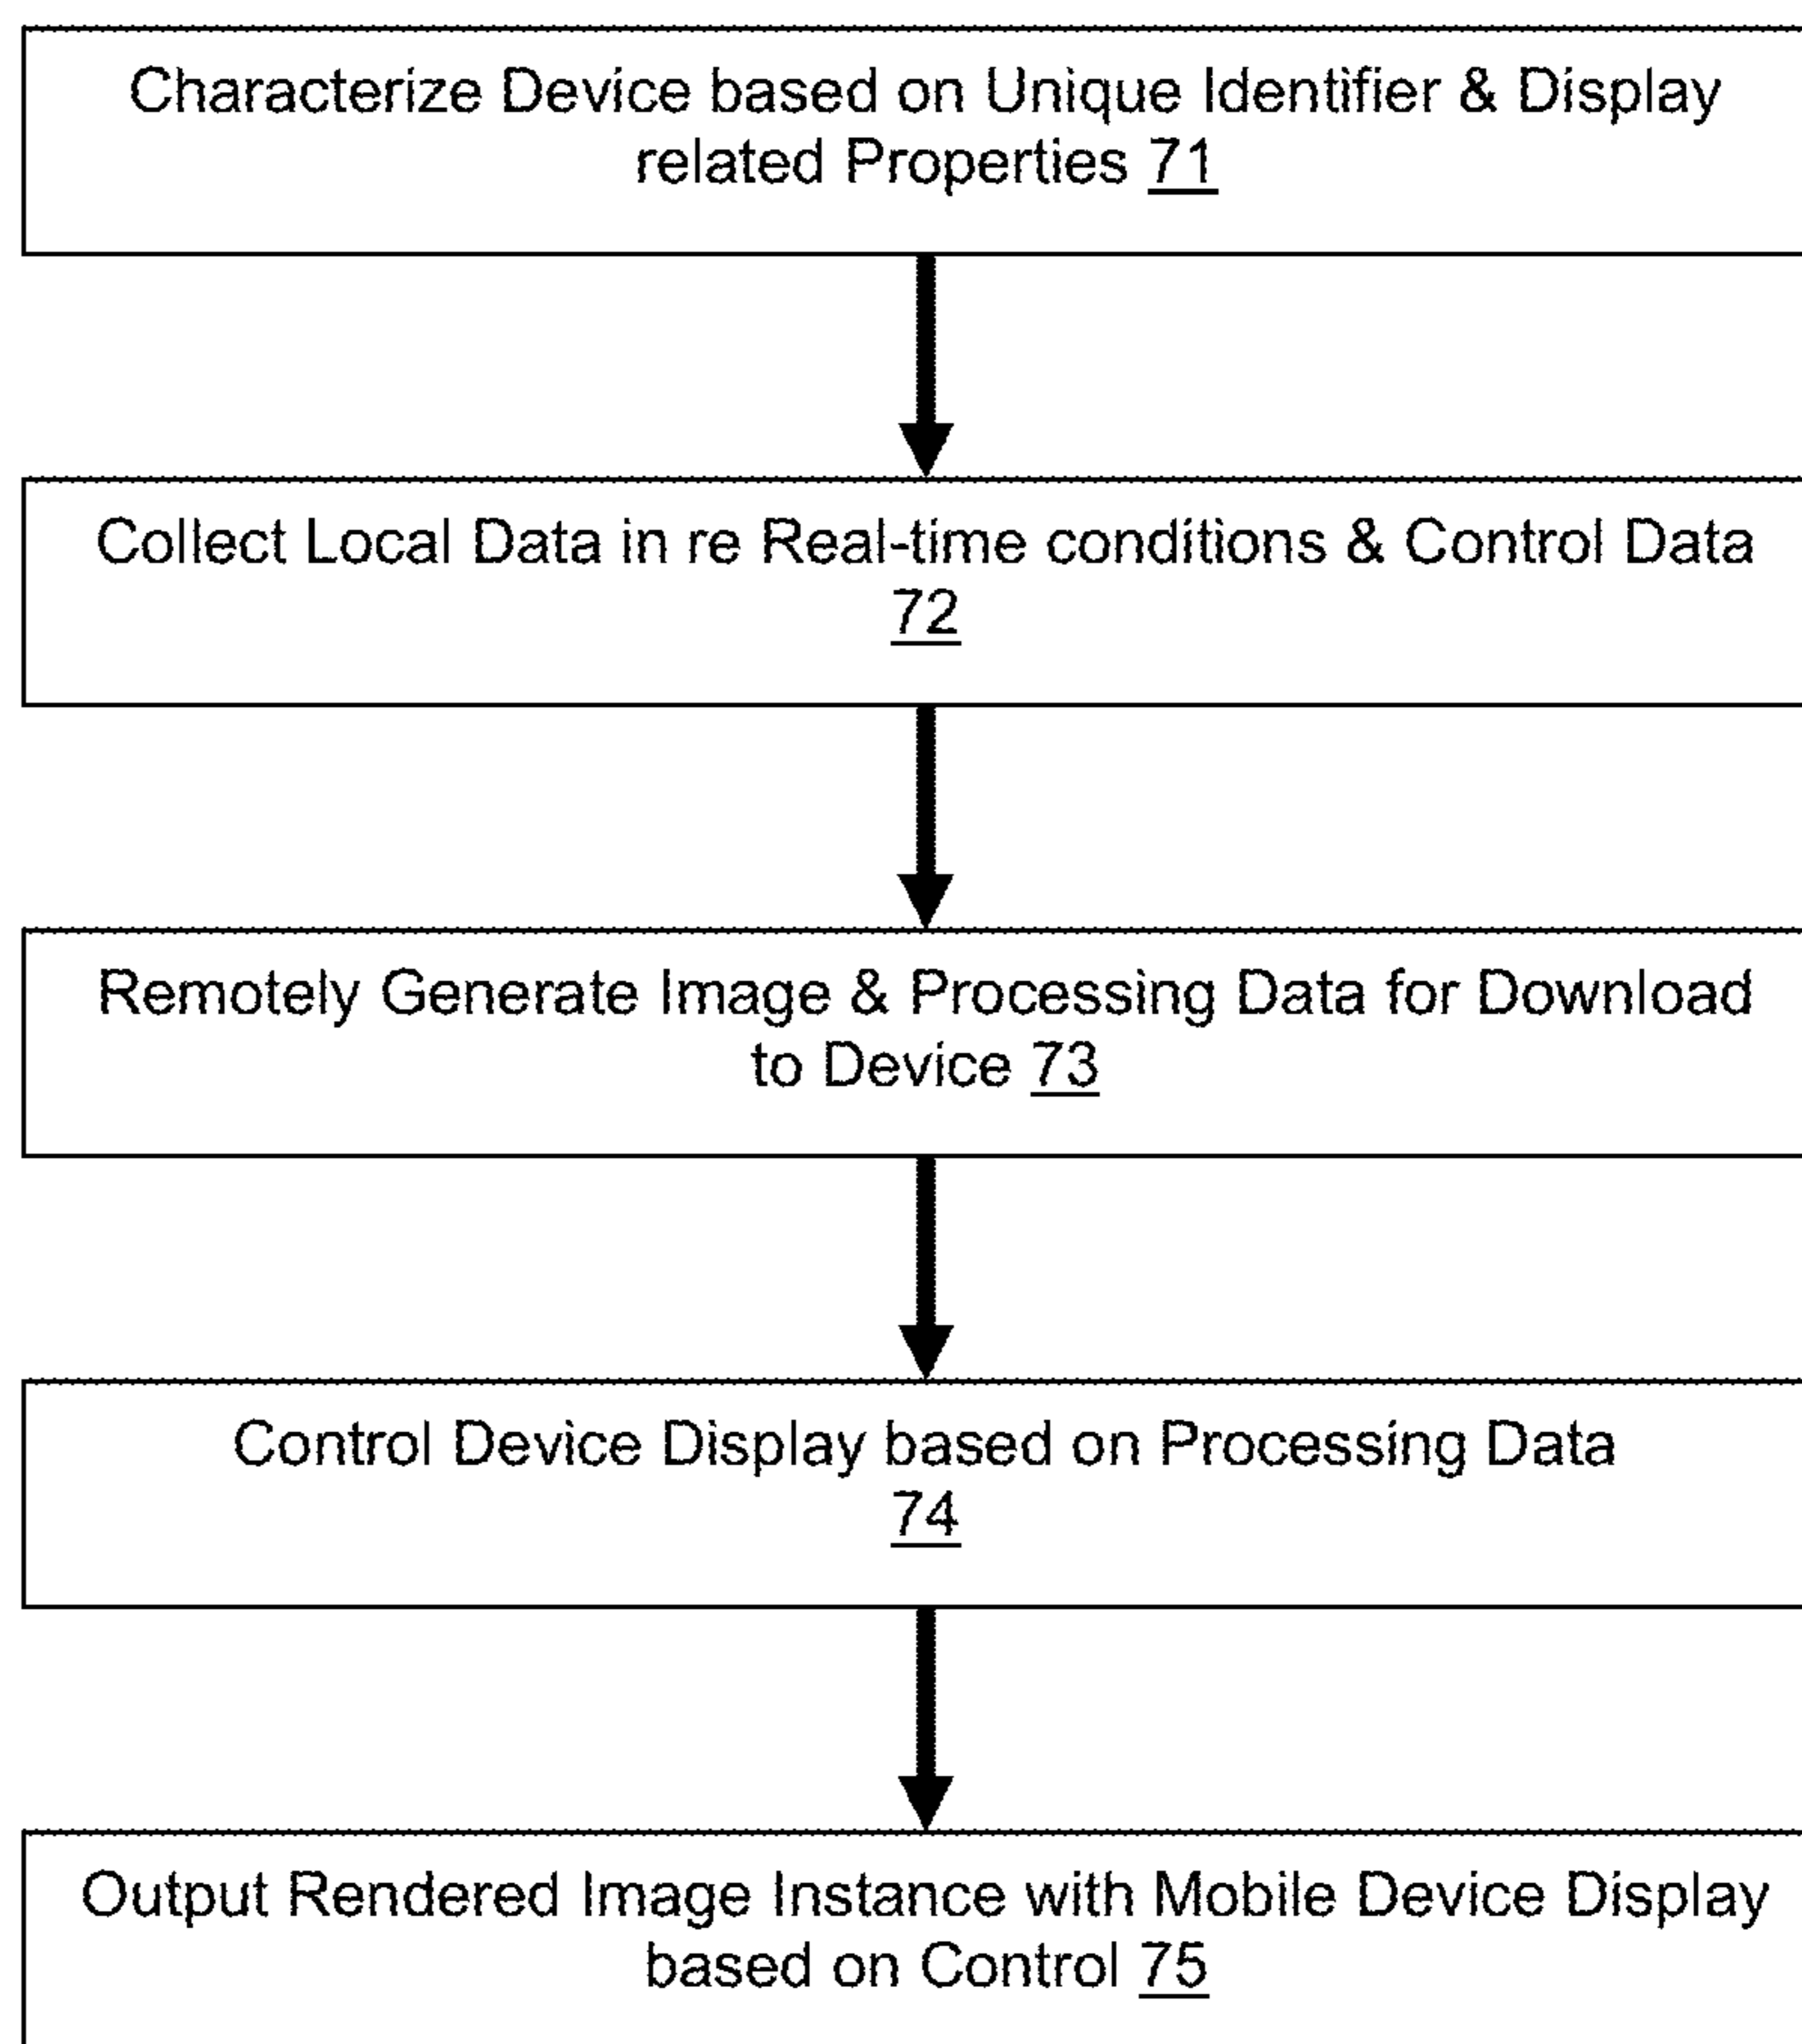 Characterize Device based on Unique Identifier & Display
related Properties 71
Collect Local Data in re Real-time conditions & Control Data
72
Remotely Generate Image & Processing Data for Download
to Device 73
Control Device Display based on Processing Data
74
Output Rendered Image Instance with Mobile Device Display
based on Control 75